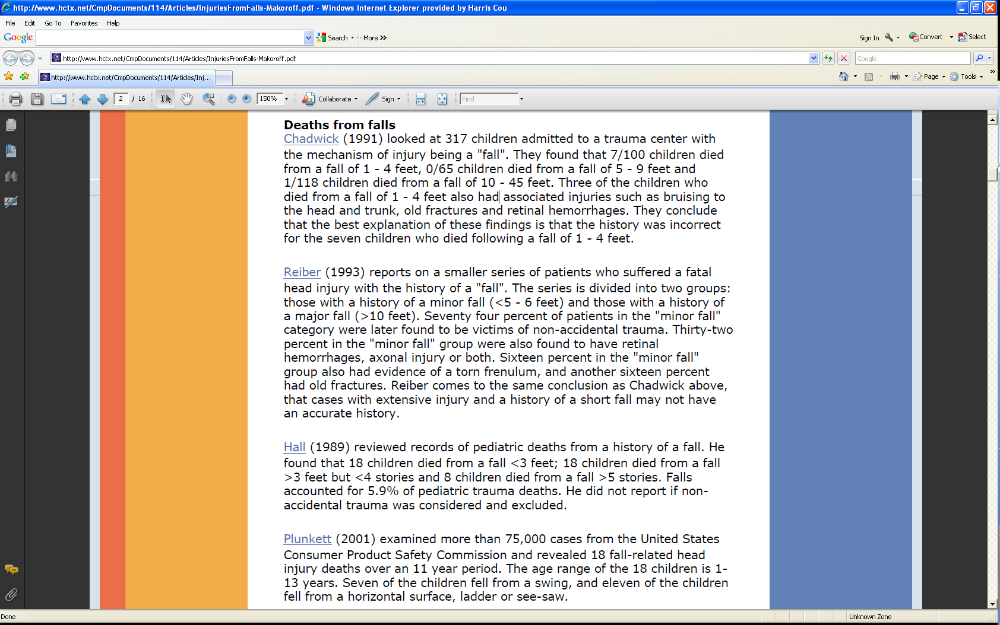 http://www.hctx.net/CmpDocuments/114/Articles/InjuriesFromFalls-Makoroff.pdf - Windows Internet Explorer provided by Harris Cou
File Edit Go To Favorites Help
Google Search More »
Sign In Convert Select
http://www.hctx.net/CmpDocuments/114/Articles/InjuriesFromFalls-Makoroff.pdf Google
http://www.hctx.net/CmpDocuments/114/Articles/Inj... Page Tools »
2 / 16 150% Collaborate Sign Find
Deaths from falls
Chadwick (1991) looked at 317 children admitted to a trauma center with
the mechanism of injury being a "fall". They found that 7/100 children died
from a fall of 1 - 4 feet, 0/65 children died from a fall of 5 - 9 feet and
1/118 children died from a fall of 10 - 45 feet. Three of the children who
died from a fall of 1 - 4 feet also had associated injuries such as bruising to
the head and trunk, old fractures and retinal hemorrhages. They conclude
that the best explanation of these findings is that the history was incorrect
for the seven children who died following a fall of 1 - 4 feet.
Reiber (1993) reports on a smaller series of patients who suffered a fatal
head injury with the history of a "fall". The series is divided into two groups:
those with a history of a minor fall (<5 - 6 feet) and those with a history of
a major fall (>10 feet). Seventy four percent of patients in the "minor fall"
category were later found to be victims of non-accidental trauma. Thirty-two
percent in the "minor fall" group were also found to have retinal
hemorrhages, axonal injury or both. Sixteen percent in the "minor fall"
group also had evidence of a torn frenulum, and another sixteen percent
had old fractures. Reiber comes to the same conclusion as Chadwick above,
that cases with extensive injury and a history of a short fall may not have
an accurate history.
Hall (1989) reviewed records of pediatric deaths from a history of a fall. He
found that 18 children died from a fall <3 feet; 18 children died from a fall
>3 feet but <4 stories and 8 children died from a fall >5 stories. Falls
accounted for 5.9% of pediatric trauma deaths. He did not report if non-
accidental trauma was considered and excluded.
Plunkett (2001) examined more than 75,000 cases from the United States
Consumer Product Safety Commission and revealed 18 fall-related head
injury deaths over an 11 year period. The age range of the 18 children is 1-
13 years. Seven of the children fell from a swing, and eleven of the children
fell from a horizontal surface, ladder or see-saw.
Done Unknown Zone